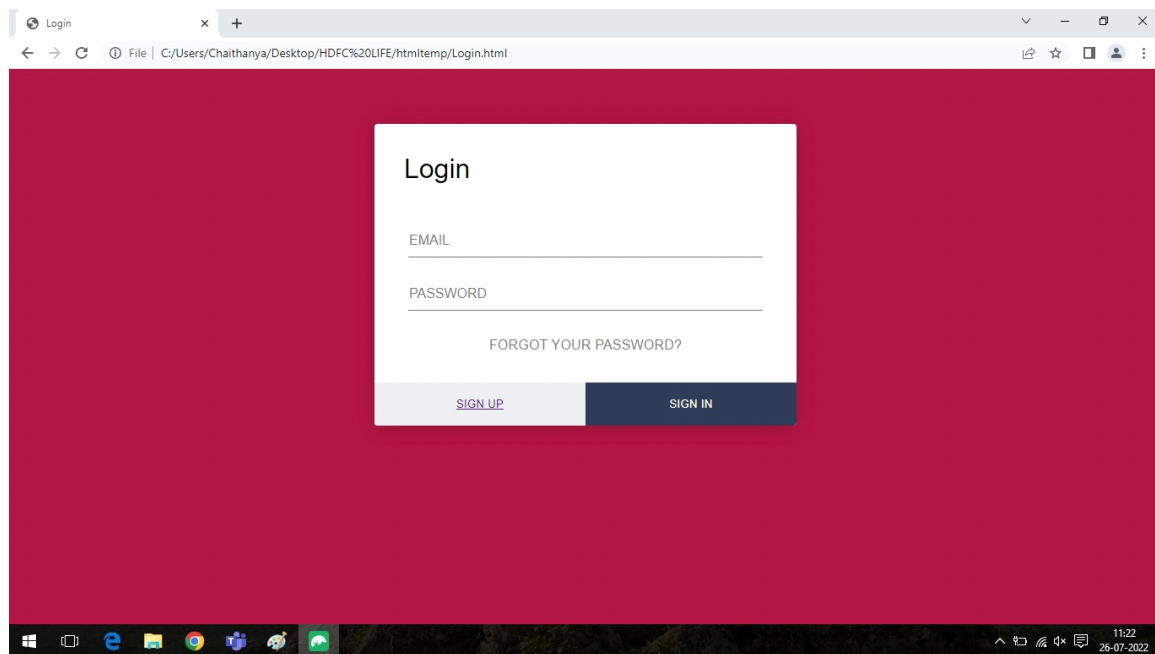 Login
File | C:/Users/Chaithanya/Desktop/HDFC%20LIFE/htmltemp/Login.html
Login
EMAIL
PASSWORD
FORGOT YOUR PASSWORD?
SIGN UP SIGN IN
11:22
26-07-2022